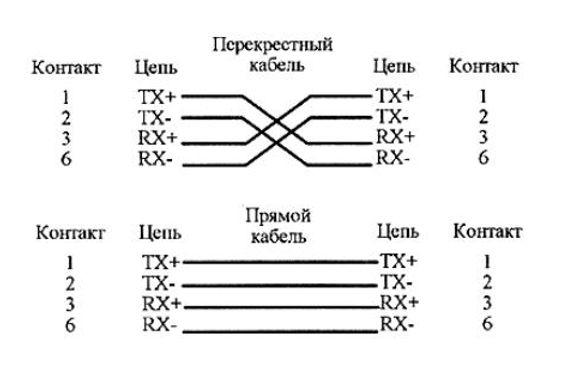 Перекрестный
кабель
Контакт Цепь Цепь Контакт
1 TX+ TX+ 1
2 TX- TX- 2
3 RX+ RX+ 3
6 RX- RX- 6
Прямой
кабель
Контакт Цепь Цепь Контакт
1 TX+ TX+ 1
2 TX- TX- 2
3 RX+ RX+ 3
6 RX- RX- 6